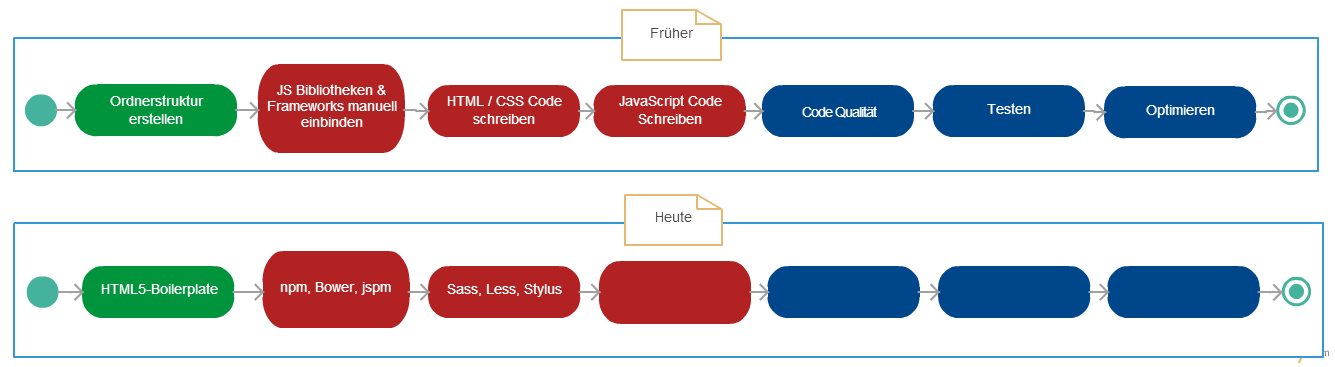 Früher
Ordnerstruktur
erstellen
JS Bibliotheken &
Frameworks manuell
einbinden
HTML / CSS Code
schreiben
JavaScript Code
Schreiben
Code Qualität
Testen
Optimieren
Heute
HTML5-Boilerplate
npm, Bower, jspm
Sass, Less, Stylus
m